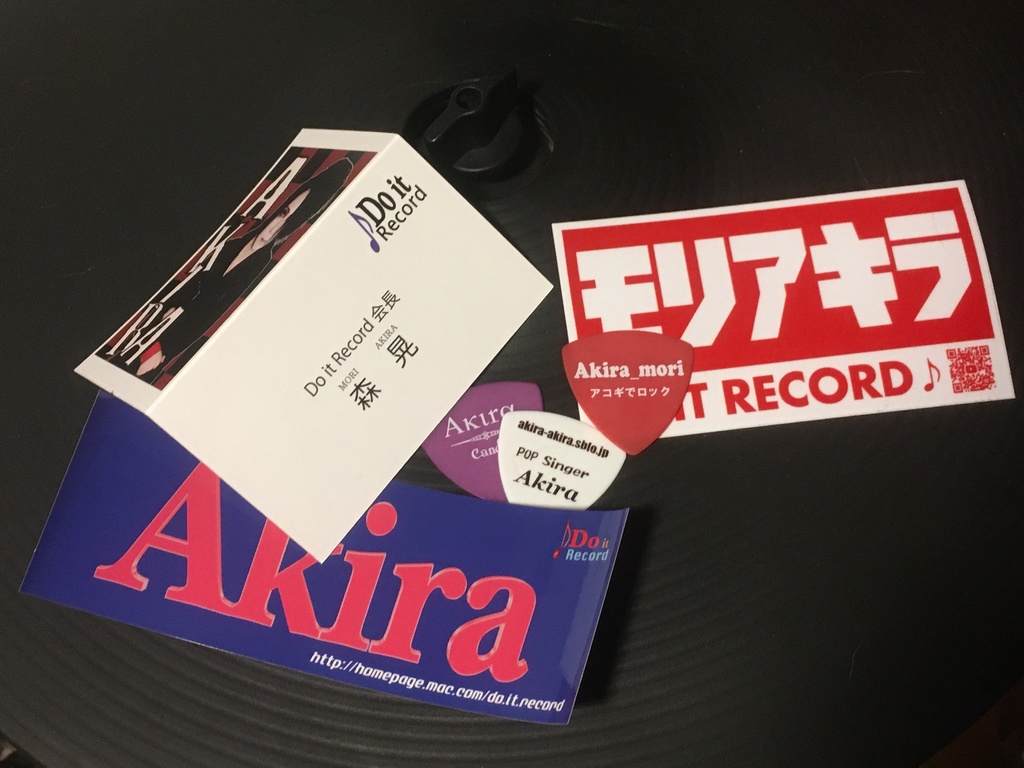 AKIRA
Do it
Record
Do it Record 会長
MORI AKIRA
森 晃
モリアキラ
IT RECORD
Akira_mori
アコギでロック
Akira
akira-akira.sblo.jp
POP Singer
Akira
Akira
Do it
Record
http://homepage.mac.com/do.it.record